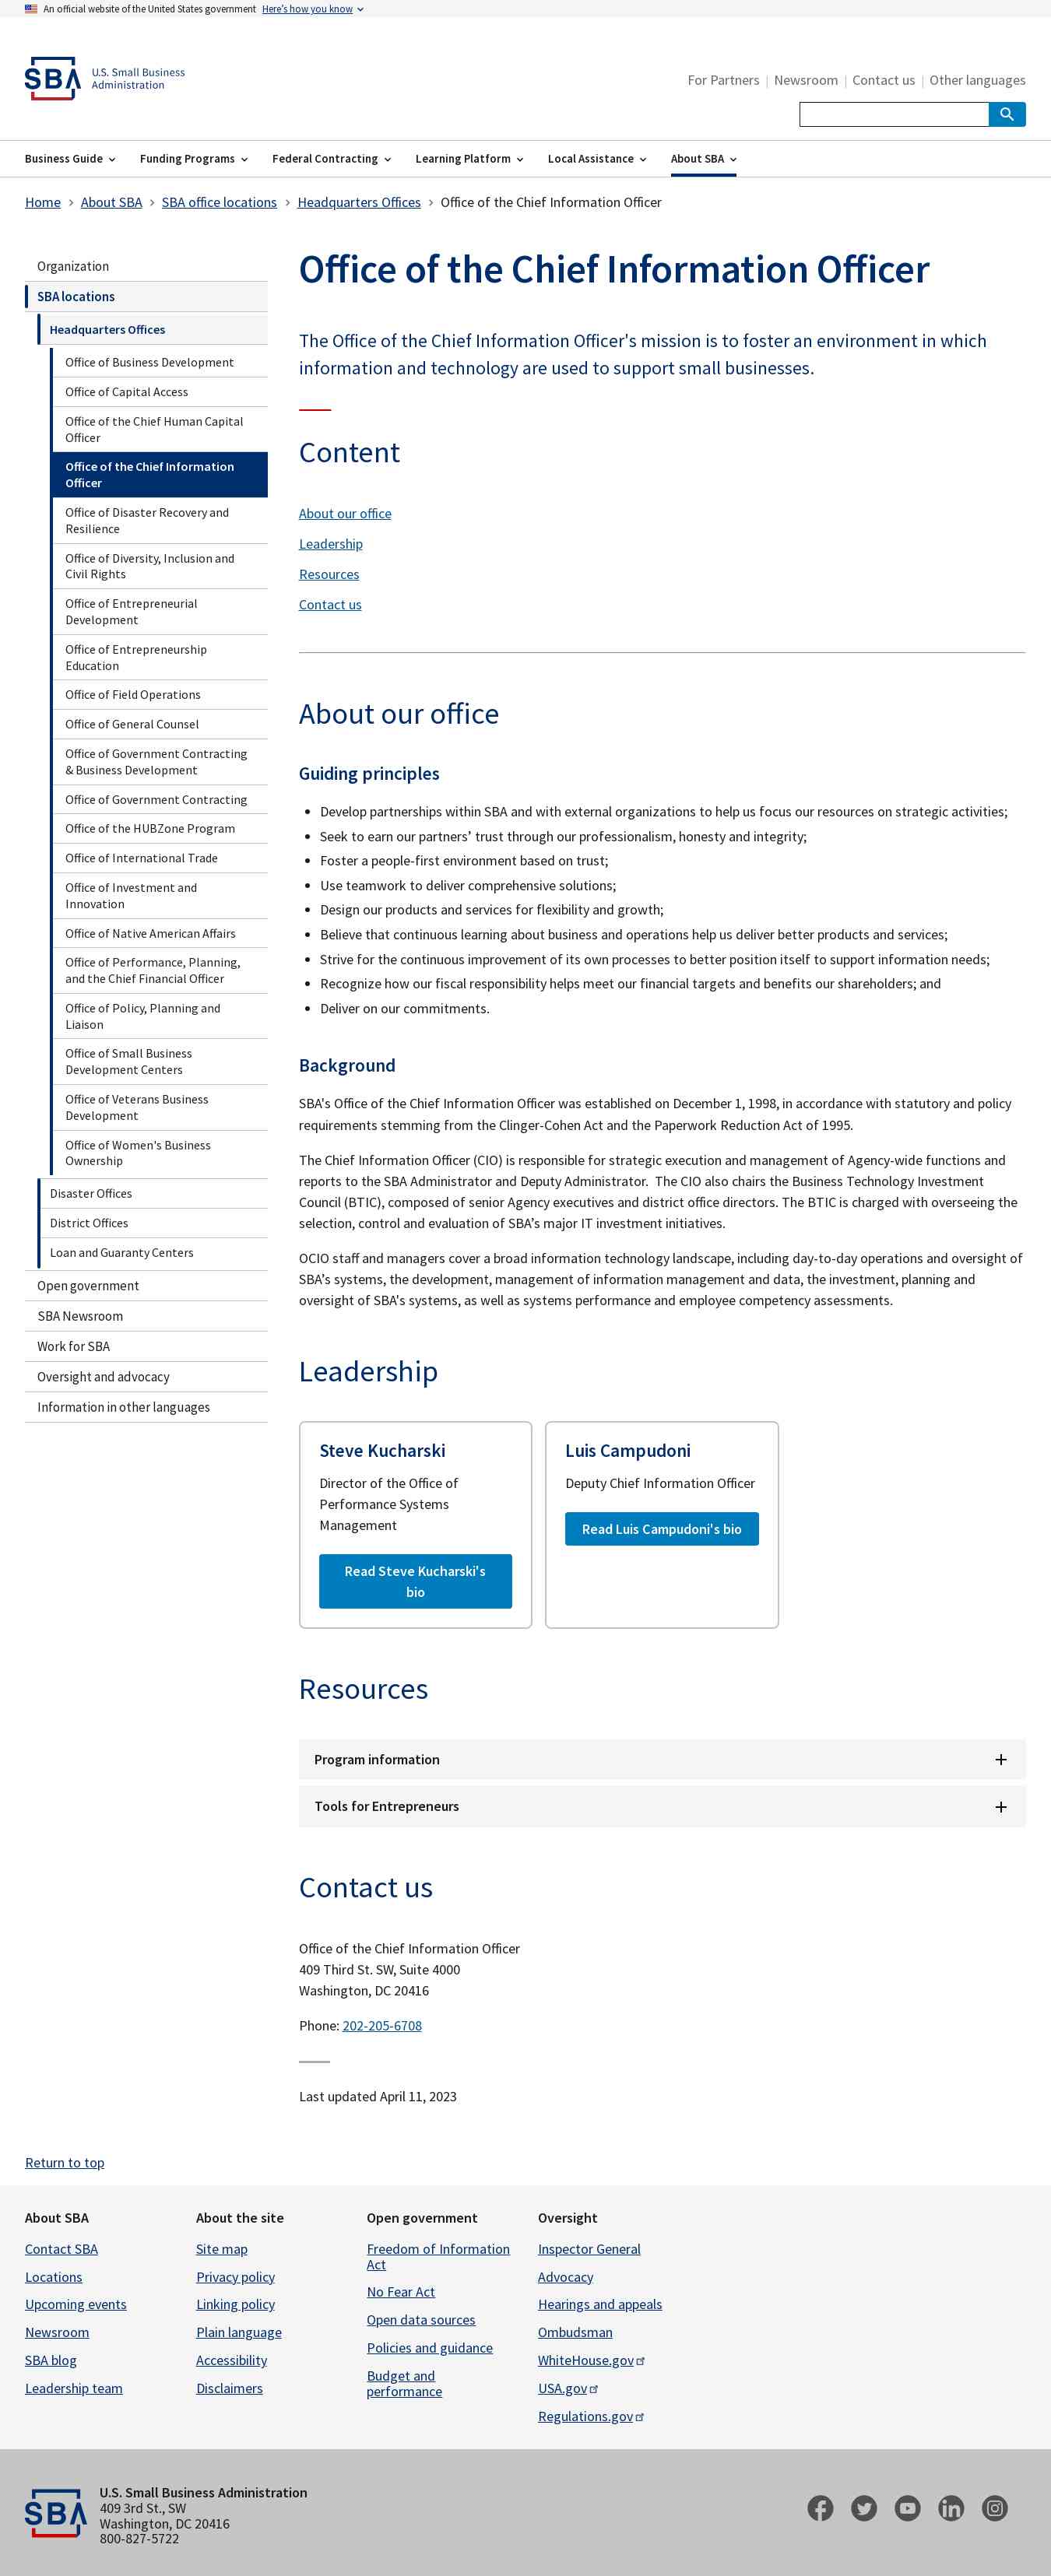 An official website of the United States government Here's how you know
SBA U.S. Small Business
Administration
For Partners | Newsroom | Contact us | Other languages
Business Guide Funding Programs Federal Contracting Learning Platform Local Assistance About SBA
Home > About SBA > SBA office locations > Headquarters Offices > Office of the Chief Information Officer
Organization
SBA locations
Headquarters Offices
Office of Business Development
Office of Capital Access
Office of the Chief Human Capital
Officer
Office of the Chief Information
Officer
Office of Disaster Recovery and
Resilience
Office of Diversity, Inclusion and
Civil Rights
Office of Entrepreneurial
Development
Office of Entrepreneurship
Education
Office of Field Operations
Office of General Counsel
Office of Government Contracting
& Business Development
Office of Government Contracting
Office of the HUBZone Program
Office of International Trade
Office of Investment and
Innovation
Office of Native American Affairs
Office of Performance, Planning,
and the Chief Financial Officer
Office of Policy, Planning and
Liaison
Office of Small Business
Development Centers
Office of Veterans Business
Development
Office of Women's Business
Ownership
Disaster Offices
District Offices
Loan and Guaranty Centers
Open government
SBA Newsroom
Work for SBA
Oversight and advocacy
Information in other languages
Office of the Chief Information Officer
The Office of the Chief Information Officer's mission is to foster an environment in which
information and technology are used to support small businesses.
Content
About our office
Leadership
Resources
Contact us
About our office
Guiding principles
• Develop partnerships within SBA and with external organizations to help us focus our resources on strategic activities;
• Seek to earn our partners’ trust through our professionalism, honesty and integrity;
• Foster a people-first environment based on trust;
• Use teamwork to deliver comprehensive solutions;
• Design our products and services for flexibility and growth;
• Believe that continuous learning about business and operations help us deliver better products and services;
• Strive for the continuous improvement of its own processes to better position itself to support information needs;
• Recognize how our fiscal responsibility helps meet our financial targets and benefits our shareholders; and
• Deliver on our commitments.
Background
SBA's Office of the Chief Information Officer was established on December 1, 1998, in accordance with statutory and policy
requirements stemming from the Clinger-Cohen Act and the Paperwork Reduction Act of 1995.
The Chief Information Officer (CIO) is responsible for strategic execution and management of Agency-wide functions and
reports to the SBA Administrator and Deputy Administrator. The CIO also chairs the Business Technology Investment
Council (BTIC), composed of senior Agency executives and district office directors. The BTIC is charged with overseeing the
selection, control and evaluation of SBA’s major IT investment initiatives.
OCIO staff and managers cover a broad information technology landscape, including day-to-day operations and oversight of
SBA’s systems, the development, management of information management and data, the investment, planning and
oversight of SBA's systems, as well as systems performance and employee competency assessments.
Leadership
Steve Kucharski
Director of the Office of
Performance Systems
Management
Read Steve Kucharski's
bio
Luis Campudoni
Deputy Chief Information Officer
Read Luis Campudoni's bio
Resources
Program information
Tools for Entrepreneurs
Contact us
Office of the Chief Information Officer
409 Third St. SW, Suite 4000
Washington, DC 20416
Phone: 202-205-6708
Last updated April 11, 2023
Return to top
About SBA
Contact SBA
Locations
Upcoming events
Newsroom
SBA blog
Leadership team
About the site
Site map
Privacy policy
Linking policy
Plain language
Accessibility
Disclaimers
Open government
Freedom of Information
Act
No Fear Act
Open data sources
Policies and guidance
Budget and
performance
Oversight
Inspector General
Advocacy
Hearings and appeals
Ombudsman
WhiteHouse.gov
USA.gov
Regulations.gov
SBA
U.S. Small Business Administration
409 3rd St., SW
Washington, DC 20416
800-827-5722